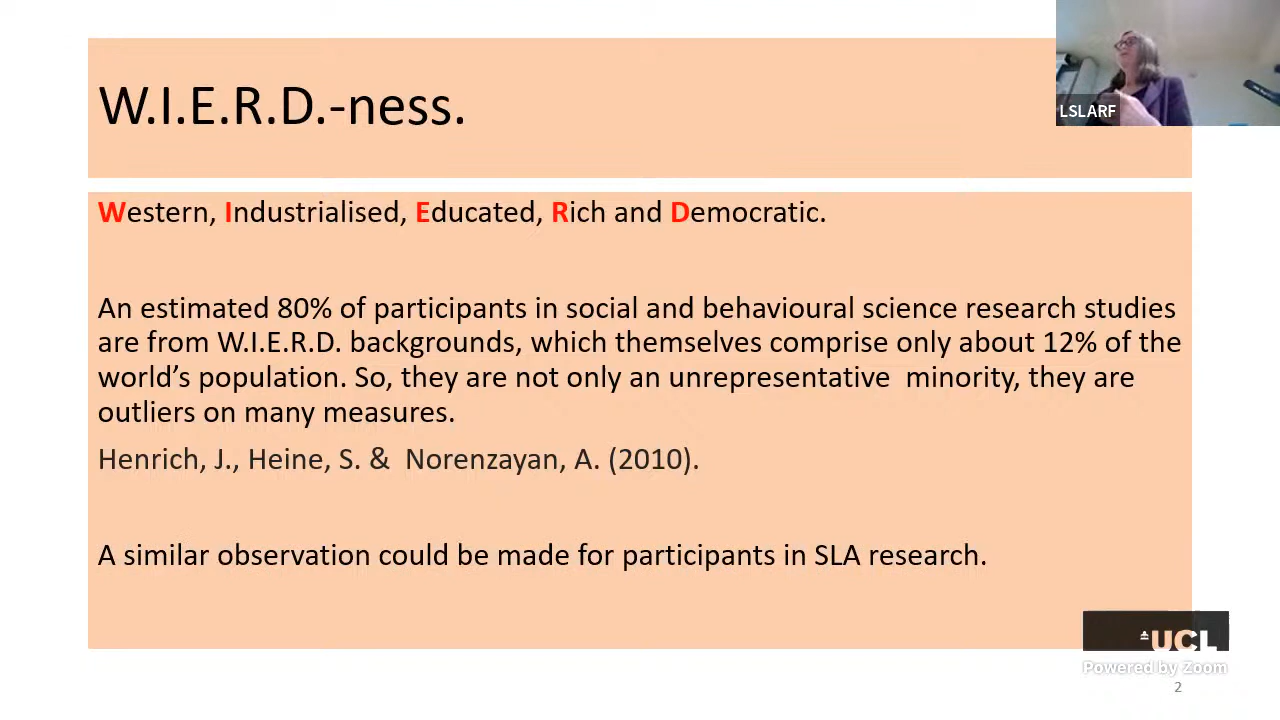 W.I.E.R.D.-ness.
LSLARF
Western, Industrialised, Educated, Rich and Democratic.
An estimated 80% of participants in social and behavioural science research studies
are from W.I.E.R.D. backgrounds, which themselves comprise only about 12% of the
world’s population. So, they are not only an unrepresentative  minority, they are
outliers on many measures.
Henrich, J., Heine, S. &  Norenzayan, A. (2010).
A similar observation could be made for participants in SLA research.
UCL
Powered by Zoom
2